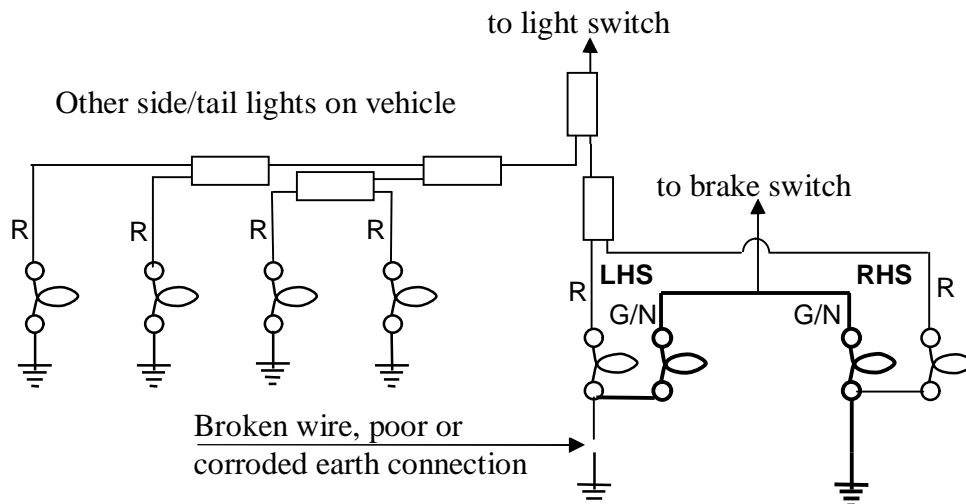 to light switch
Other side/tail lights on vehicle
to brake switch
R
R
R
R
LHS
RHS
R
R
G/N
G/N
Broken wire, poor or
corroded earth connection